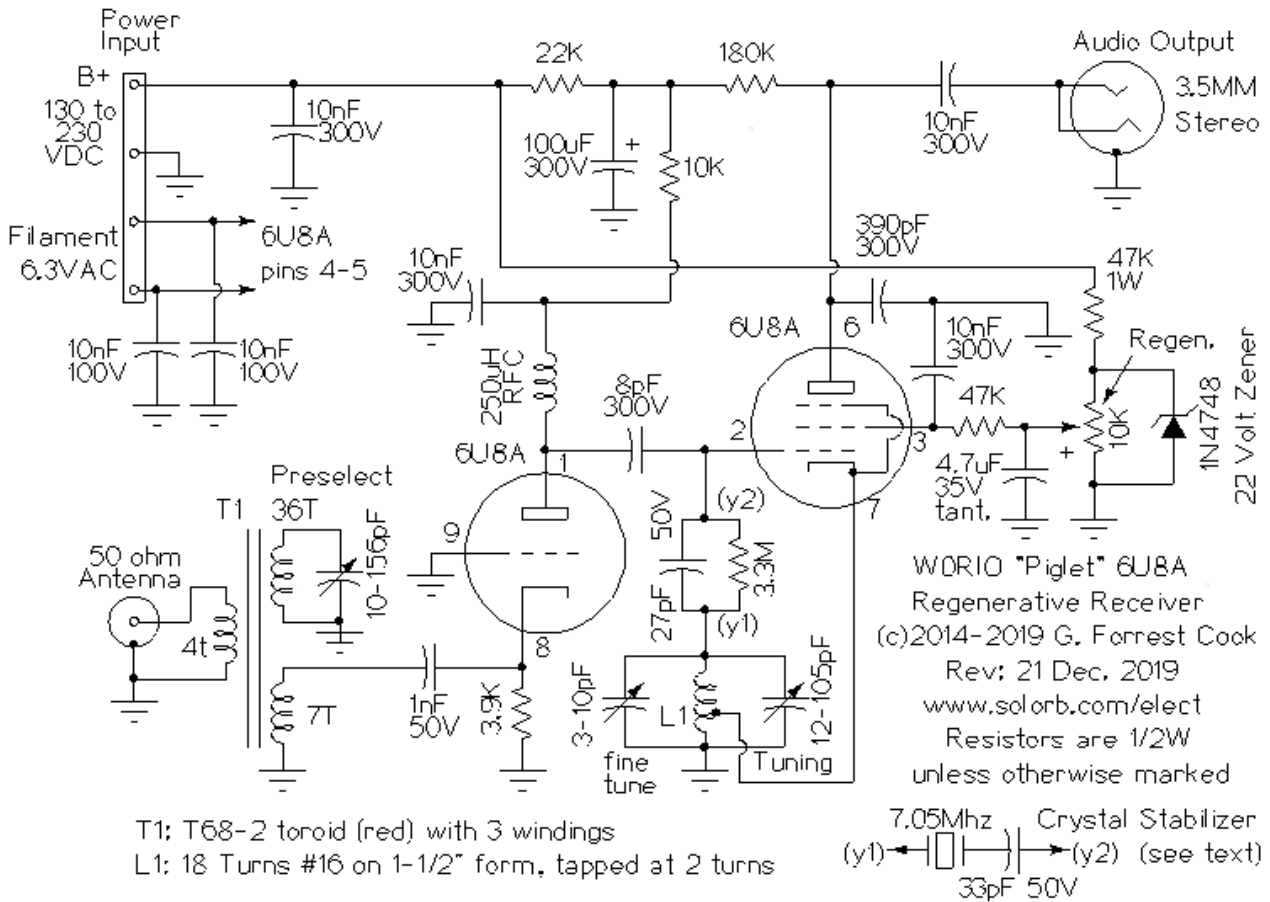 Power
Input
B+
130 to
230
VDC
Filament
6.3VAC
10nF
300V
6U8A
pins 4-5
10nF
100V
10nF
100V
22K
180K
100uF
300V
+
10K
10nF
300V
Audio Output
3.5MM
Stereo
10nF
300V
390pF
300V
47K
1W
6U8A
6
10nF
300V
Regen.
250uH
RFC
8pF
300V
2
3
47K
10K
1N4748
22 Volt Zener
+
4.7uF
35V
tant.
7
6U8A
1
9
8
Preselect
T1
36T
10-156pF
50 ohm
Antenna
4t
7T
1nF
50V
3.9K
50V
27pF
(y2)
3.3M
(y1)
3-10pF
L1
12-105pF
fine
tune
Tuning
W0RIO "Piglet" 6U8A
Regenerative Receiver
(c)2014-2019 G. Forrest Cook
Rev: 21 Dec. 2019
www.solorb.com/elect
Resistors are 1/2W
unless otherwise marked
T1: T68-2 toroid (red) with 3 windings
L1: 18 Turns #16 on 1-1/2" form, tapped at 2 turns
7.05Mhz
Crystal Stabilizer
(y1)
(y2)
(see text)
33pF 50V